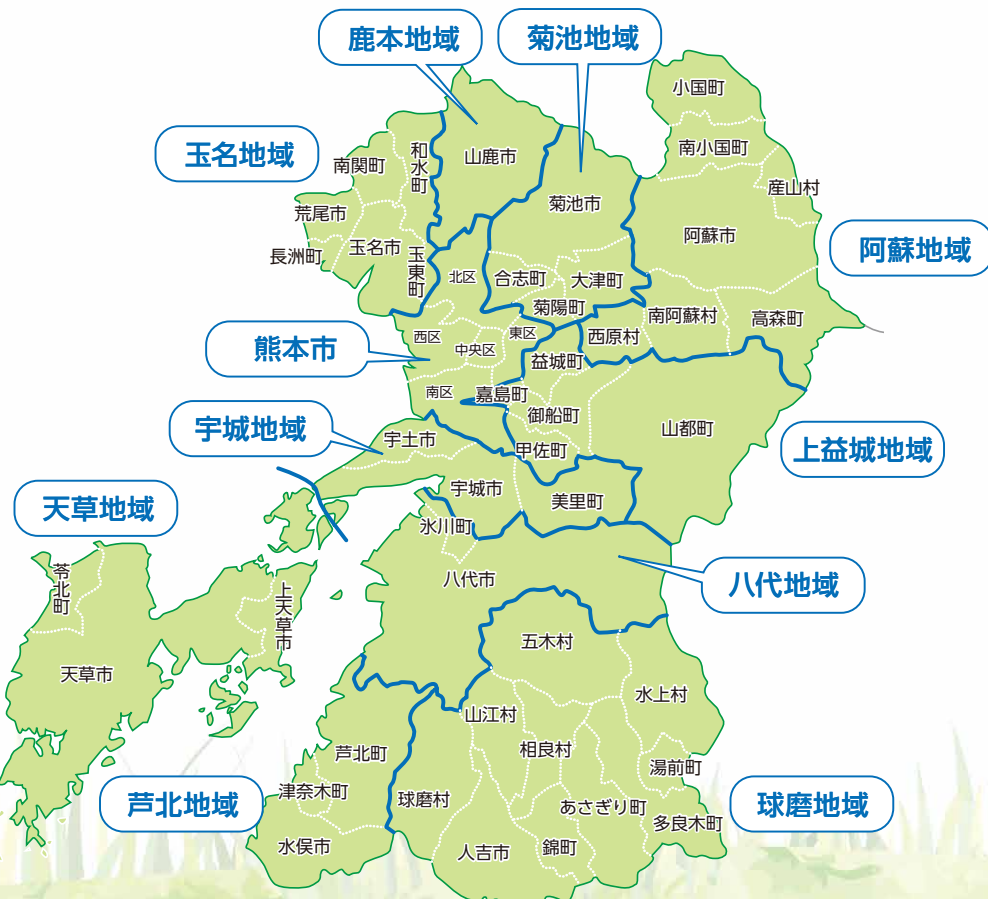 鹿本地域
菊池地域
小国町
南小国町
玉名地域
和水町
山鹿市
南関町
産山村
荒尾市
菊池市
阿蘇市
長洲町
玉名市
玉東町
阿蘇地域
北区
合志町
大津町
菊陽町
南阿蘇村
高森町
熊本市
西区
中央区
東区
西原村
益城町
南区
嘉島町
御船町
宇城地域
宇土市
甲佐町
山都町
上益城地域
宇城市
美里町
天草地域
氷川町
苓北町
上天草市
八代市
八代地域
天草市
五木村
水上村
山江村
相良村
芦北町
湯前町
芦北地域
津奈木町
球磨村
あさぎり町
多良木町
球磨地域
水俣市
人吉市
錦町